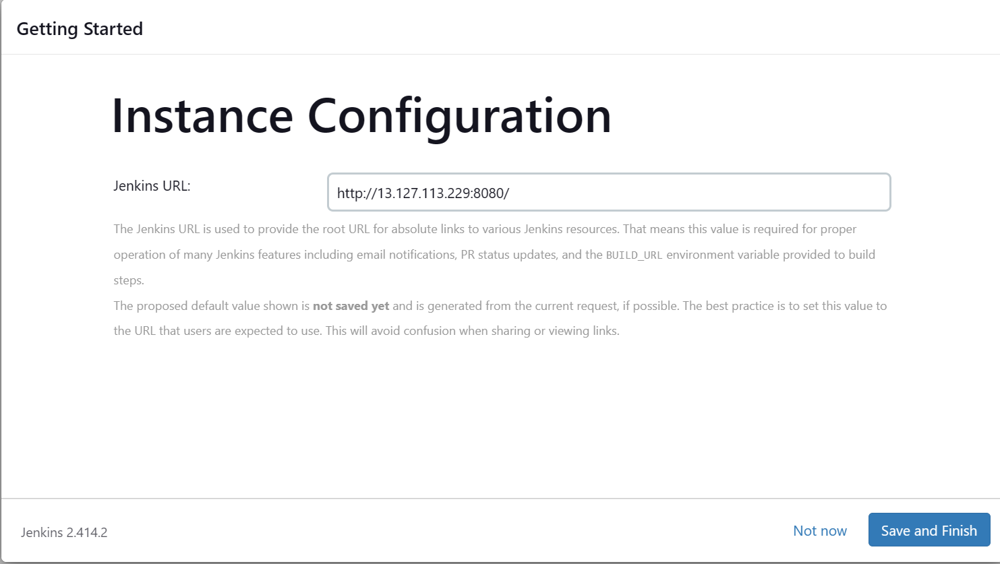 Getting Started
Instance Configuration
Jenkins URL:
http://13.127.113.229:8080/
The Jenkins URL is used to provide the root URL for absolute links to various Jenkins resources. That means this value is required for proper
operation of many Jenkins features including email notifications, PR status updates, and the BUILD_URL environment variable provided to build
steps.
The proposed default value shown is not saved yet and is generated from the current request, if possible. The best practice is to set this value to
the URL that users are expected to use. This will avoid confusion when sharing or viewing links.
Jenkins 2.414.2
Not now
Save and Finish